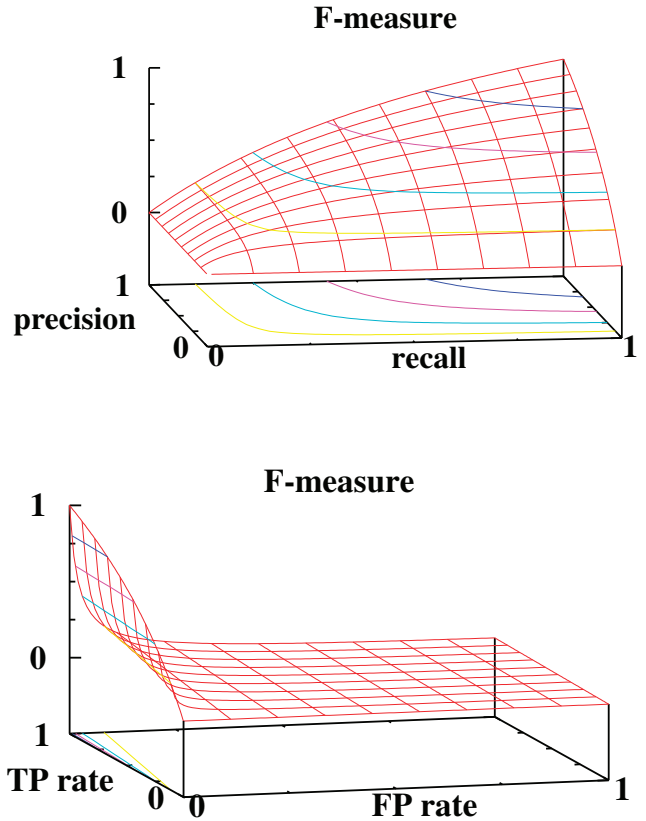 F-measure
1
0
1
precision
0 0
recall
1
F-measure
1
0
1
TP rate
0 0
FP rate
1